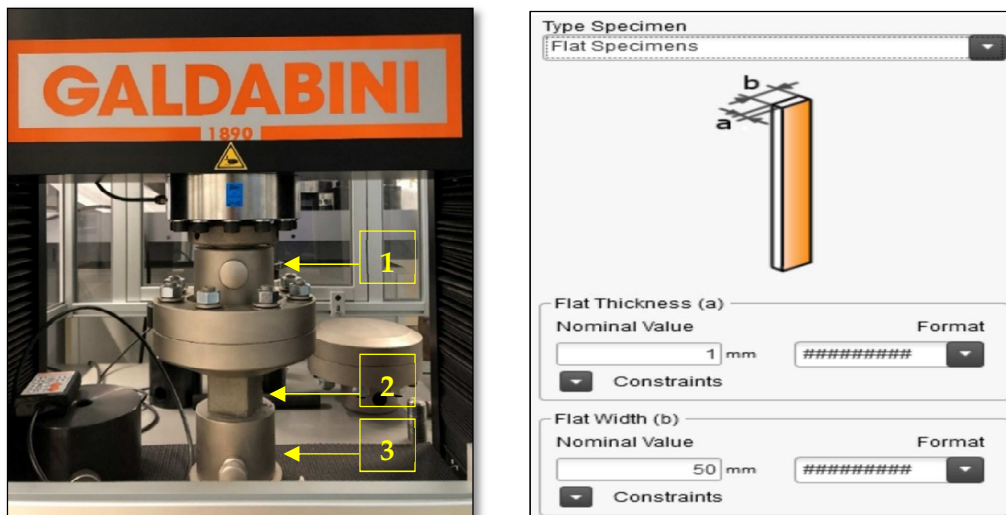 GALDABINI
1890
1
2
3
Type Specimen
Flat Specimens
b
a
Flat Thickness (a)
Nominal Value Format
1 mm #########
Constraints
Flat Width (b)
Nominal Value Format
50 mm #########
Constraints